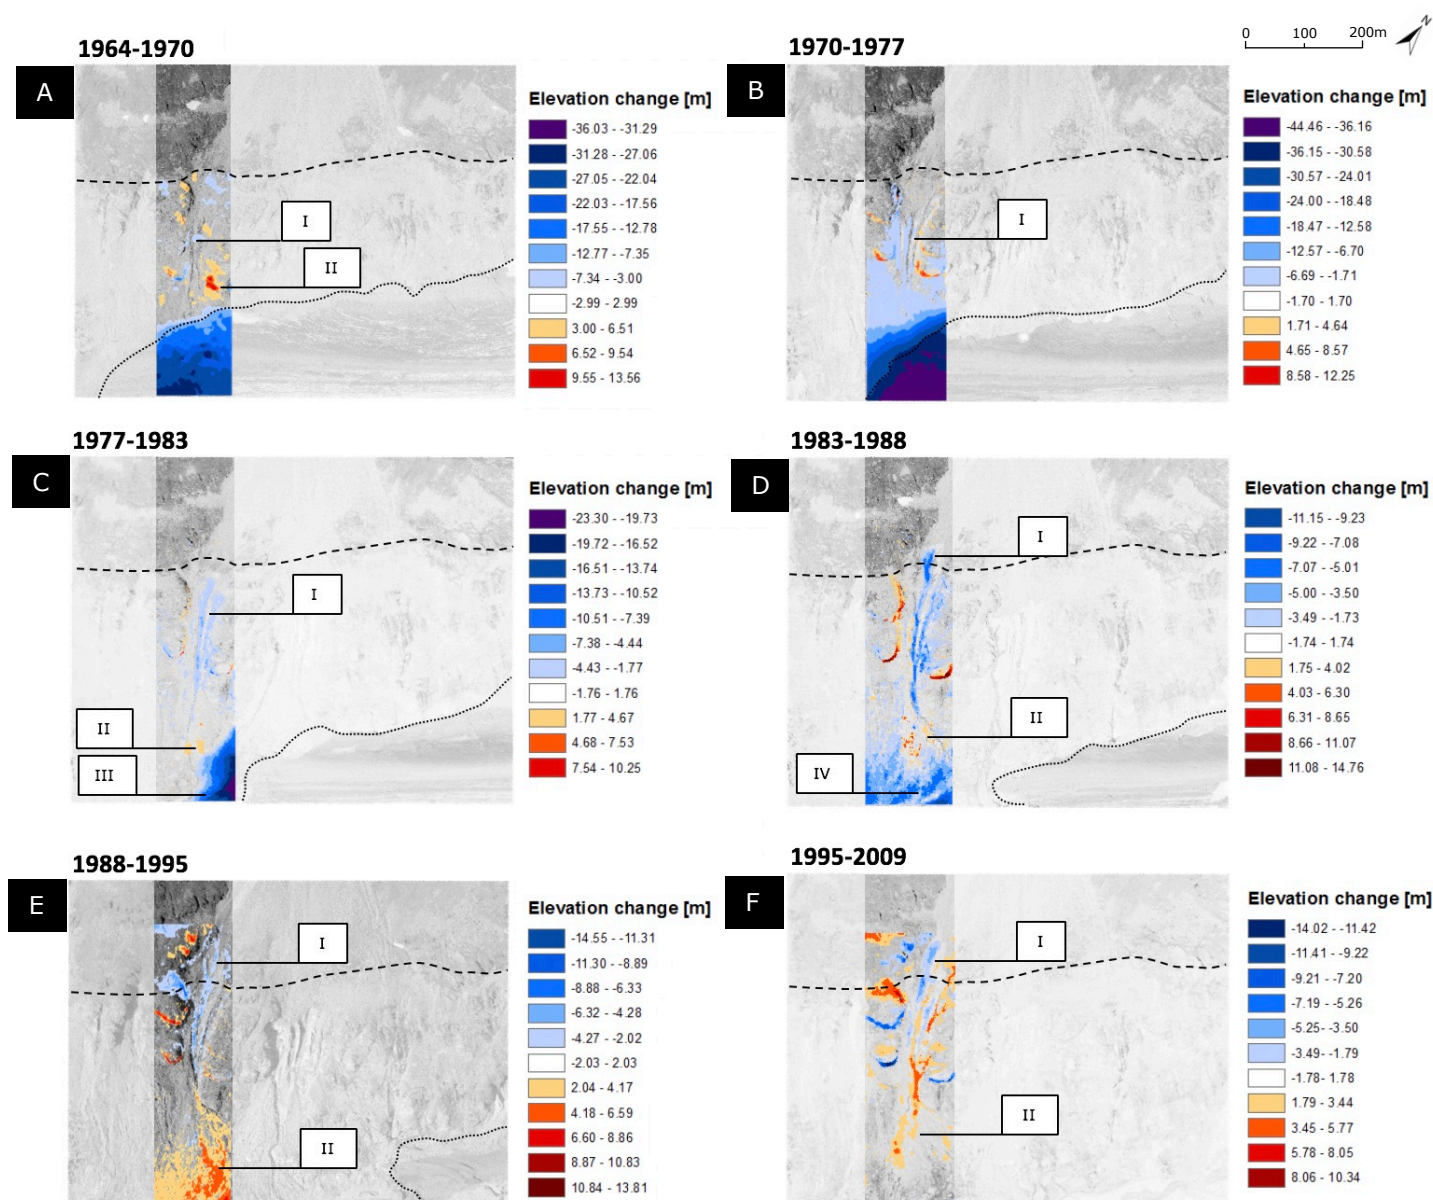 0 100 200m N
1964-1970
A
Elevation change [m]
-36.03 - -31.29
-31.28 - -27.06
-27.05 - -22.04
-22.03 - -17.56
-17.55 - -12.78
-12.77 - -7.35
-7.34 - -3.00
-2.99 - 2.99
3.00 - 6.51
6.52 - 9.54
9.55 - 13.56
I
II
1970-1977
B
Elevation change [m]
-44.46 - -36.16
-36.15 - -30.58
-30.57 - -24.01
-24.00 - -18.48
-18.47 - -12.58
-12.57 - -6.70
-6.69 - -1.71
-1.70 - 1.70
1.71 - 4.64
4.65 - 8.57
8.58 - 12.25
I
1977-1983
C
Elevation change [m]
-23.30 - -19.73
-19.72 - -16.52
-16.51 - -13.74
-13.73 - -10.52
-10.51 - -7.39
-7.38 - -4.44
-4.43 - -1.77
-1.76 - 1.76
1.77 - 4.67
4.68 - 7.53
7.54 - 10.25
I
II
III
1983-1988
D
Elevation change [m]
-11.15 - -9.23
-9.22 - -7.08
-7.07 - -5.01
-5.00 - -3.50
-3.49 - -1.73
-1.74 - 1.74
1.75 - 4.02
4.03 - 6.30
6.31 - 8.65
8.66 - 11.07
11.08 - 14.76
I
II
IV
1988-1995
E
Elevation change [m]
-14.55 - -11.31
-11.30 - -8.89
-8.88 - -6.33
-6.32 - -4.28
-4.27 - -2.02
-2.03 - 2.03
2.04 - 4.17
4.18 - 6.59
6.60 - 8.86
8.87 - 10.83
10.84 - 13.81
I
II
1995-2009
F
Elevation change [m]
-14.02 - -11.42
-11.41 - -9.22
-9.21 - -7.20
-7.19 - -5.26
-5.25- -3.50
-3.49- -1.79
-1.78- 1.78
1.79 - 3.44
3.45 - 5.77
5.78 - 8.05
8.06 - 10.34
I
II